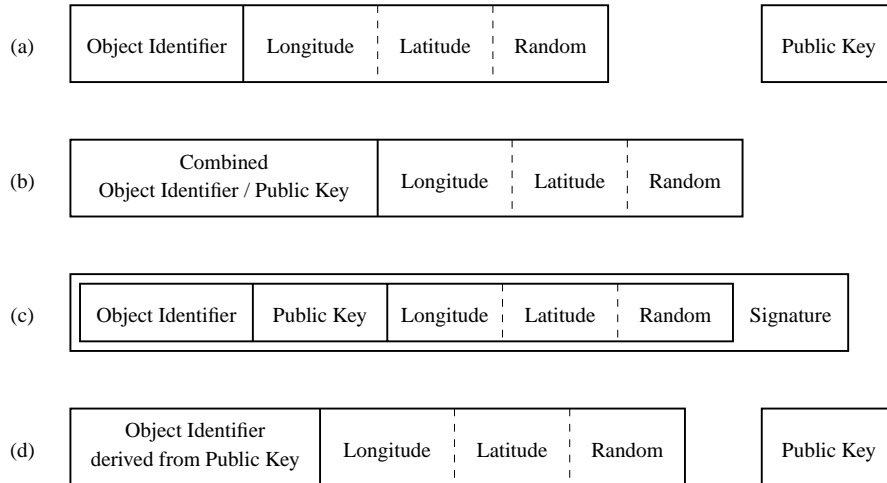 (a) Object Identifier Longitude Latitude Random Public Key
Combined
(b) Object Identifier / Public Key Longitude Latitude Random
(c) Object Identifier Public Key Longitude Latitude Random Signature
Object Identifier
(d) derived from Public Key Longitude Latitude Random Public Key